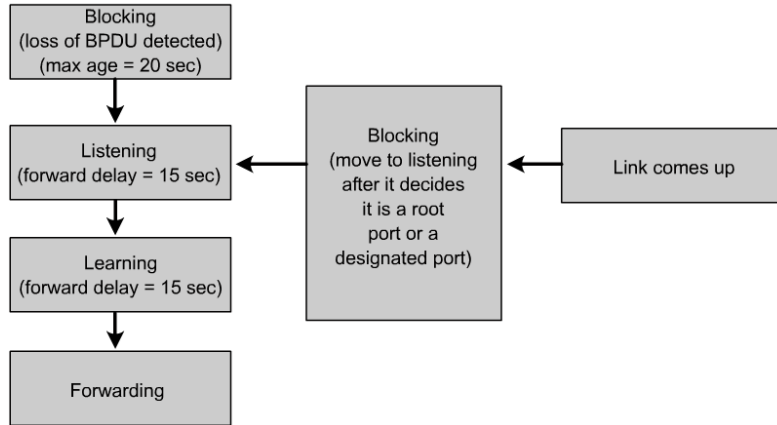 Blocking
(loss of BPDU detected)
(max age = 20 sec)
Listening
(forward delay = 15 sec)
Learning
(forward delay = 15 sec)
Forwarding
Blocking
(move to listening
after it decides
it is a root
port or a
designated port)
Link comes up